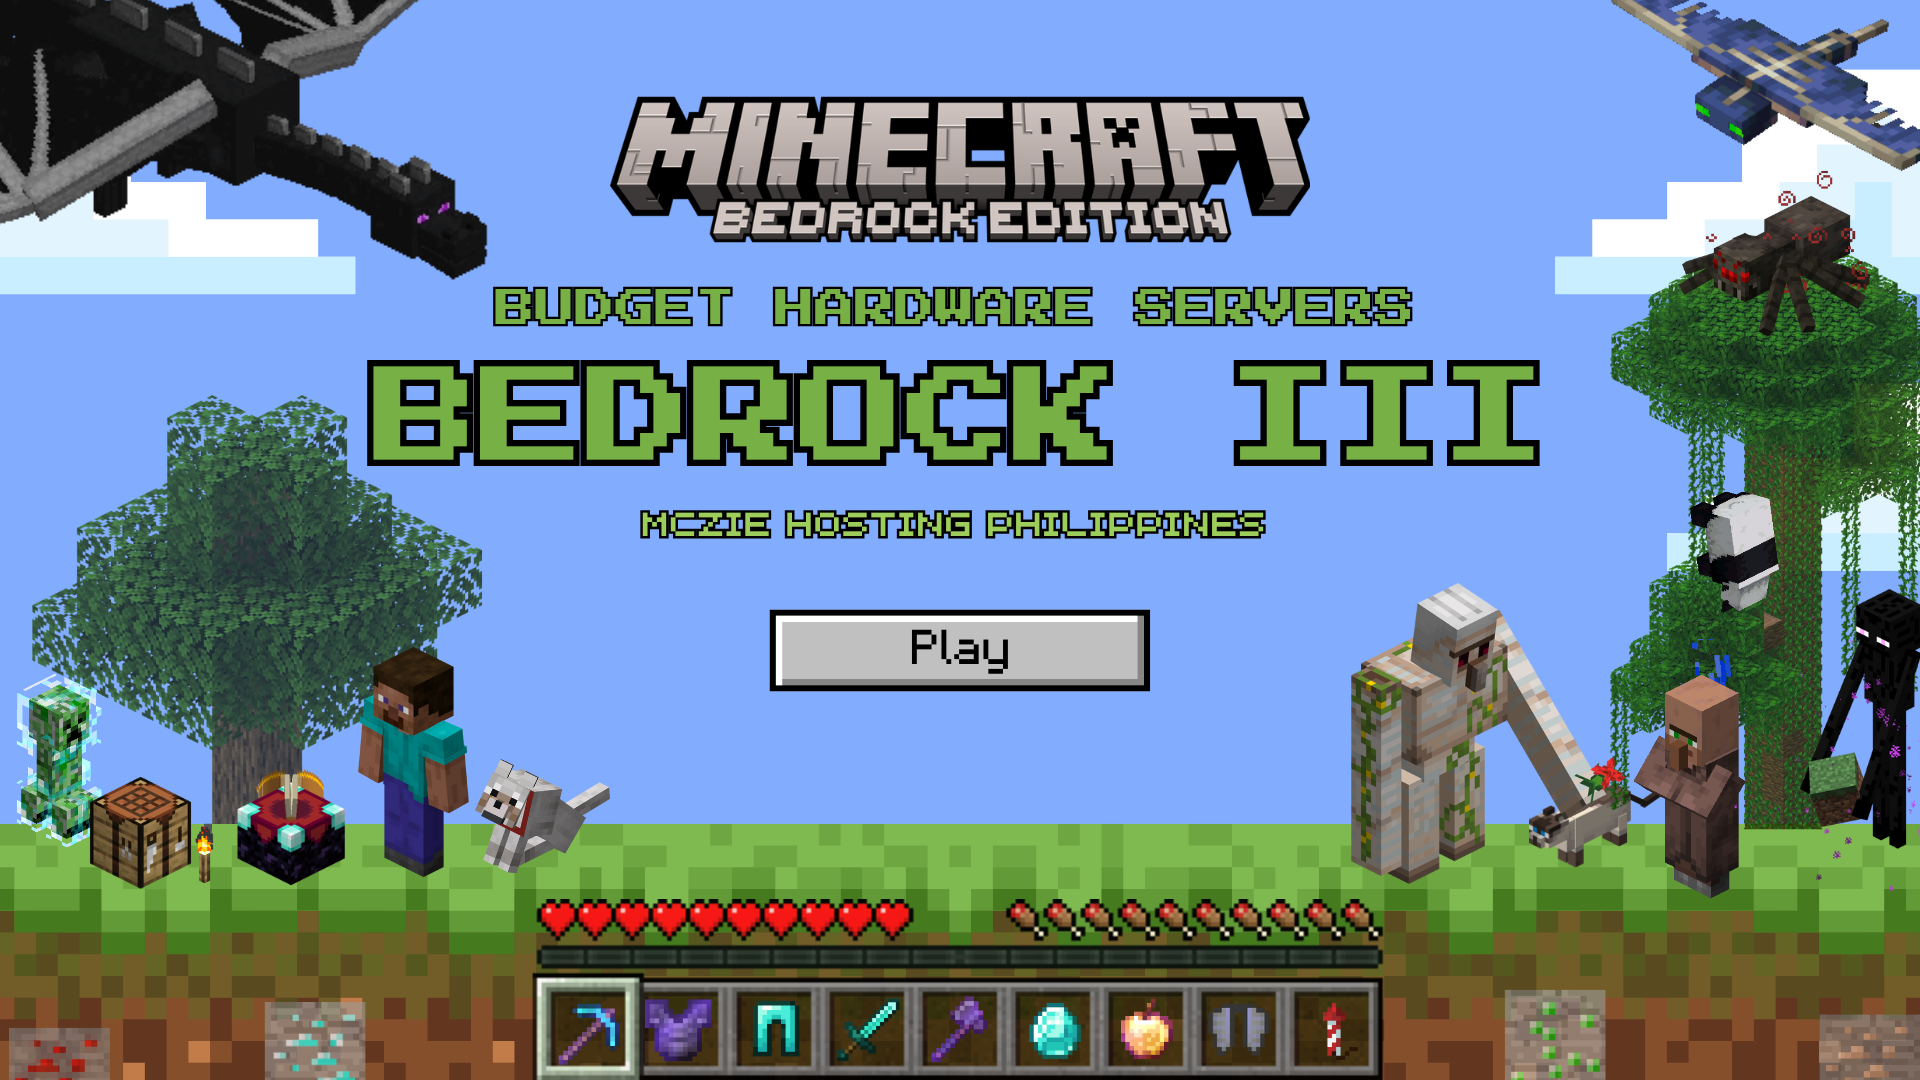 MINECRAFT
BEDROCK EDITION
BUDGET HARDWARE SERVERS
BEDROCK III
MCZIE HOSTING PHILIPPINES
Play